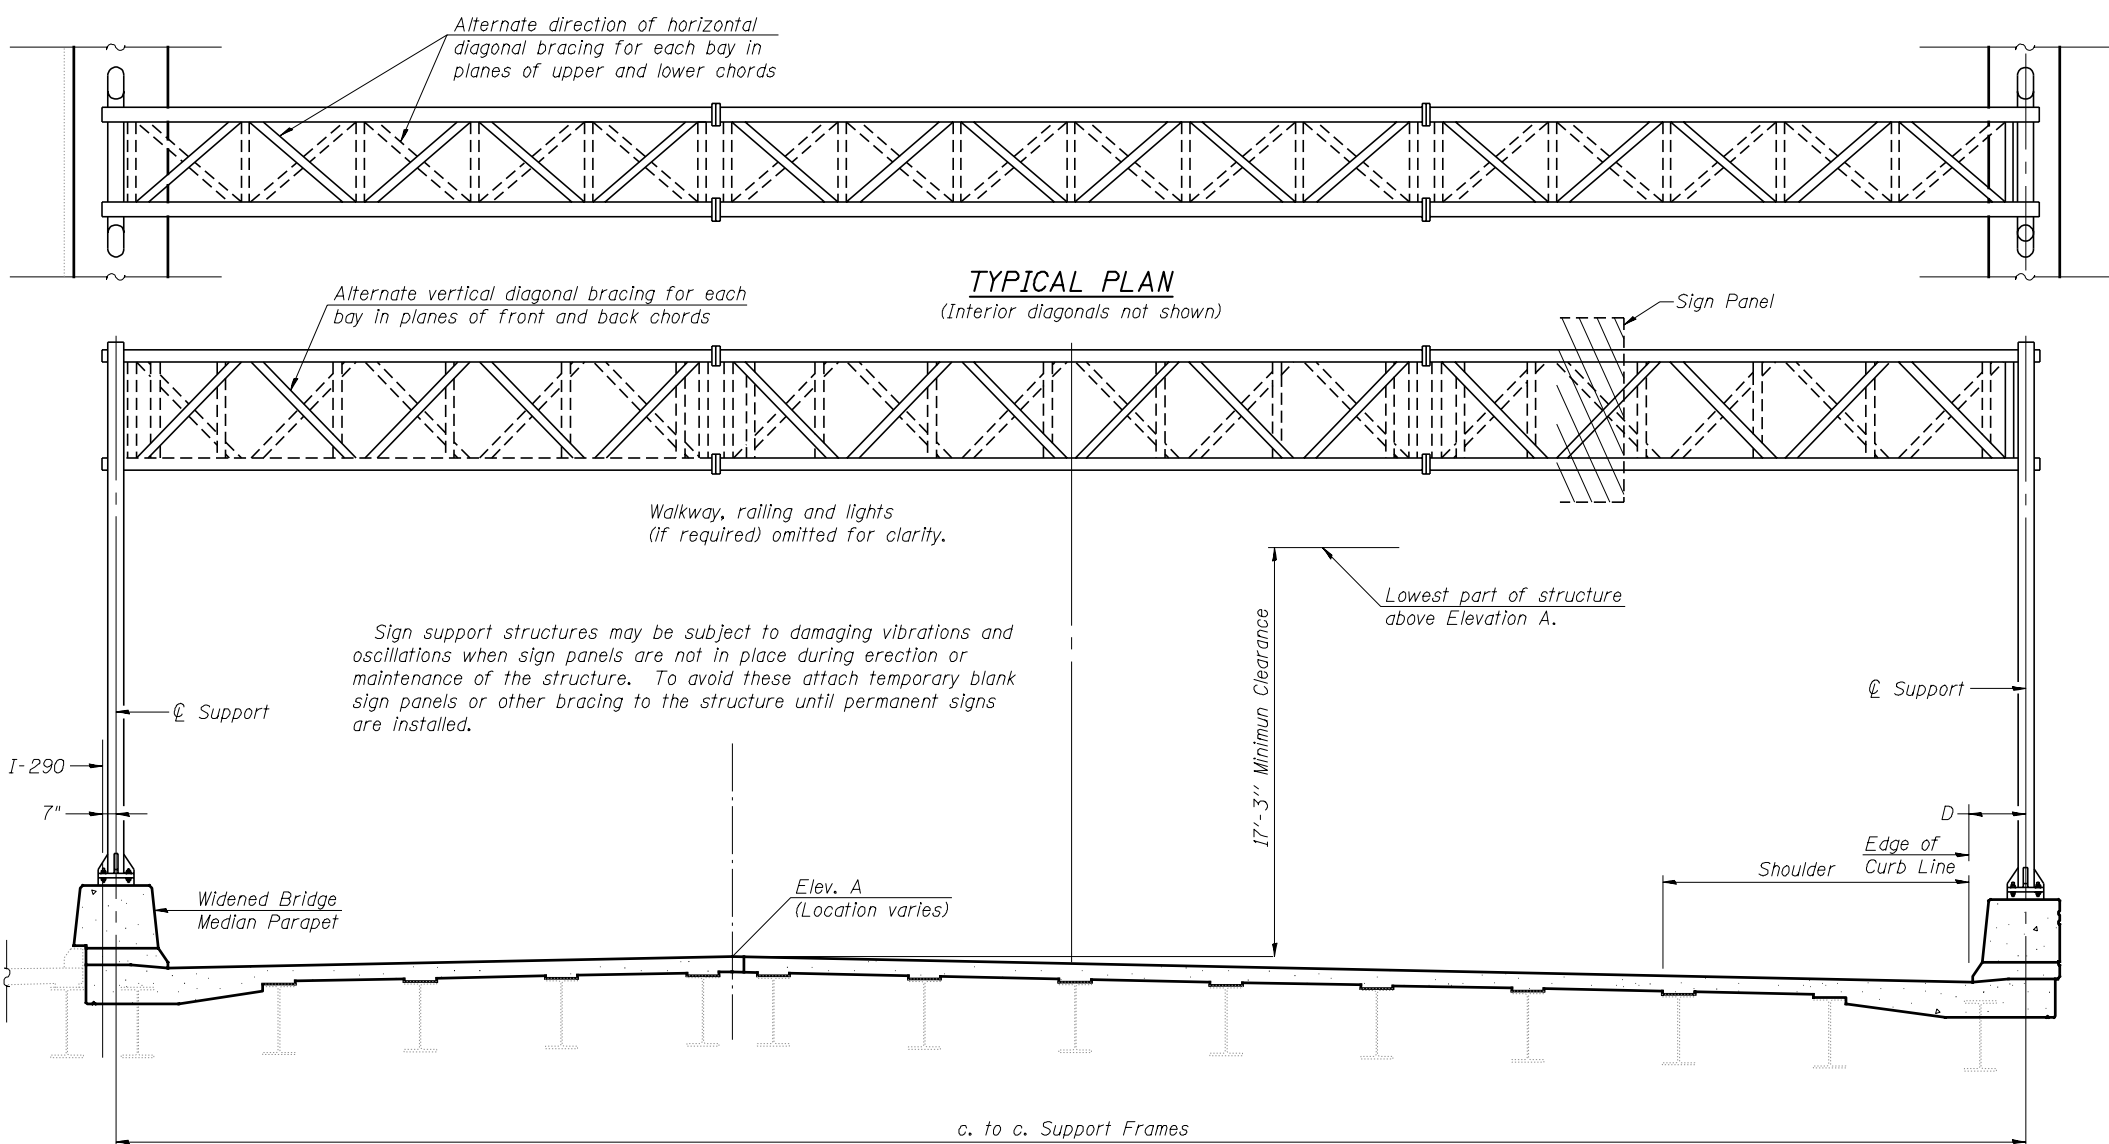 Alternate direction of horizontal
diagonal bracing for each bay in
planes of upper and lower chords
TYPICAL PLAN
(Interior diagonals not shown)
Alternate vertical diagonal bracing for each
bay in planes of front and back chords
Sign Panel
Walkway, railing and lights
(if required) omitted for clarity.
Lowest part of structure
above Elevation A.
Sign support structures may be subject to damaging vibrations and
oscillations when sign panels are not in place during erection or
maintenance of the structure. To avoid these attach temporary blank
sign panels or other bracing to the structure until permanent signs
are installed.
17'-3'' Minimun Clearance
℄ Support
℄ Support
I-290
7"
D
Edge of
Curb Line
Shoulder
Widened Bridge
Median Parapet
Elev. A
(Location varies)
c. to c. Support Frames